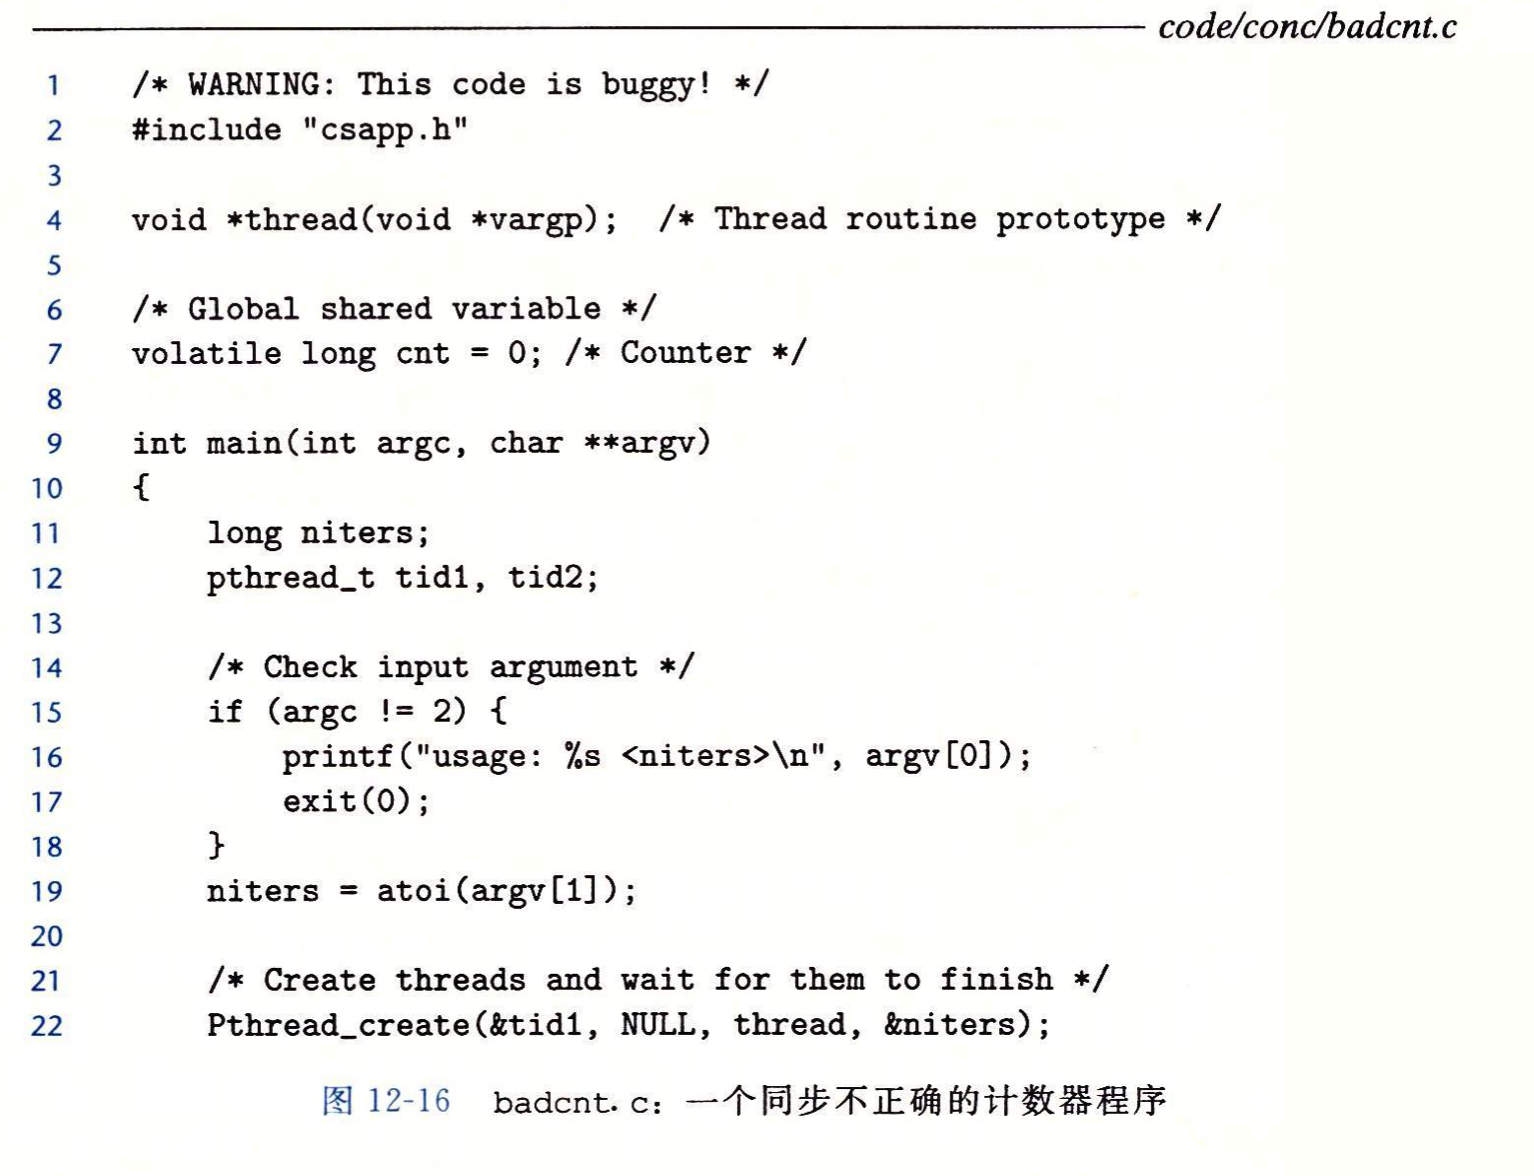 code/conc/badcnt.c
1 /* WARNING: This code is buggy! */
2 #include "csapp.h"
3
4 void *thread(void *vargp); /* Thread routine prototype */
5
6 /* Global shared variable */
7 volatile long cnt = 0; /* Counter */
8
9 int main(int argc, char **argv)
10 {
11     long niters;
12     pthread_t tid1, tid2;
13
14     /* Check input argument */
15     if (argc != 2) {
16         printf("usage: %s <niters>\n", argv[0]);
17         exit(0);
18     }
19     niters = atoi(argv[1]);
20
21     /* Create threads and wait for them to finish */
22     Pthread_create(&tid1, NULL, thread, &niters);
图 12-16 badcnt.c: 一个同步不正确的计数器程序